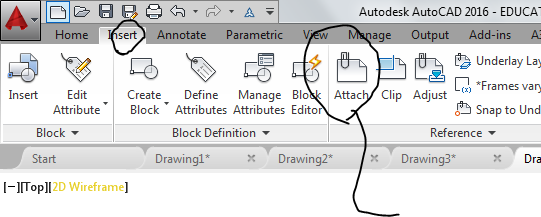 Autodesk AutoCAD 2016 - EDUCAT
Home Insert Annotate Parametric View Manage Output Add-ins A3
Insert
Edit Attribute
Create Block
Define Attributes
Manage Attributes
Block Editor
Attach
Clip
Adjust
Underlay Lay
*Frames vary
Snap to Und
Block
Block Definition
Reference
Start Drawing1* Drawing2* Drawing3* Draw
[−][Top][2D Wireframe]